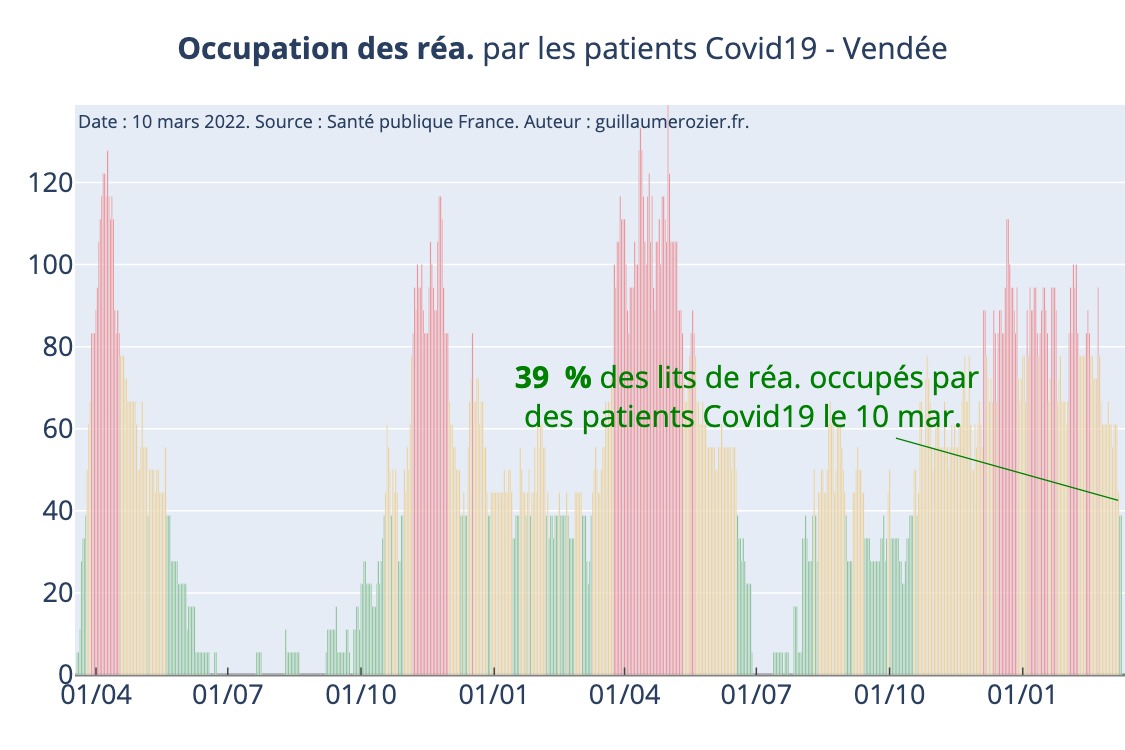 Occupation des réa. par les patients Covid19 - Vendée
Date : 10 mars 2022. Source : Santé publique France. Auteur : guillaumerozier.fr.
120
100
80
39  % des lits de réa. occupés par
des patients Covid19 le 10 mar.
60
40
20
0
01/04 01/07 01/10 01/01 01/04 01/07 01/10 01/01